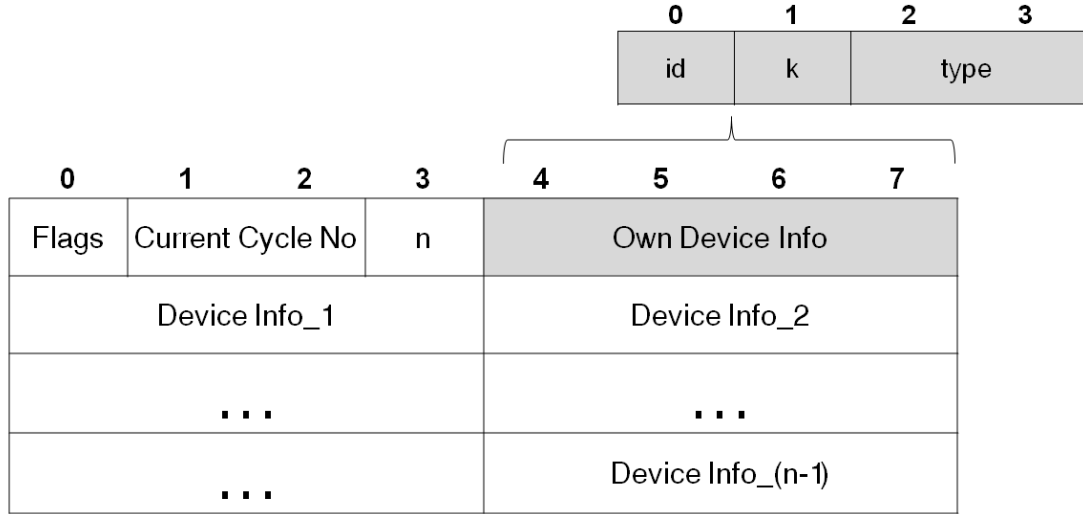 0 1 2 3
id k type
0 1 2 3 4 5 6 7
Flags Current Cycle No n Own Device Info
Device Info_1 Device Info_2
... ...
... Device Info_(n-1)